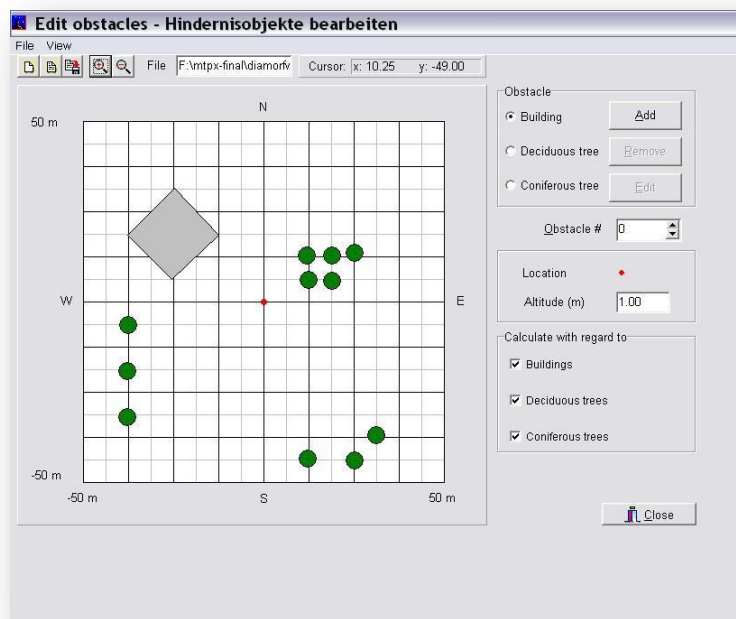 Edit obstacles - Hindernisobjekte bearbeiten
File View
File F:\mtpx-final\diamorfv Cursor: x: 10.25 y: -49.00
N
50 m
W
E
-50 m
-50 m
S
50 m
Obstacle
Building
Add
Deciduous tree
Remove
Coniferous tree
Edit
Obstacle # 0
Location
Altitude (m) 1.00
Calculate with regard to
Buildings
Deciduous trees
Coniferous trees
Close